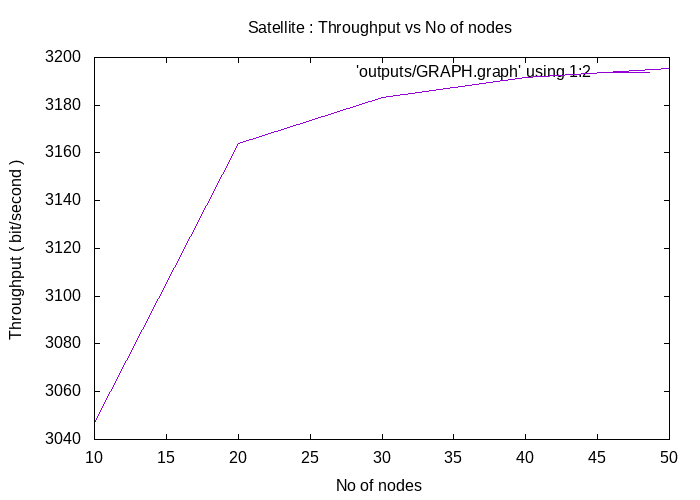 Satellite : Throughput vs No of nodes
3200
'outputs/GRAPH.graph' using 1:2
3180
3160
3140
3120
3100
3080
3060
3040
Throughput ( bit/second )
10 15 20 25 30 35 40 45 50
No of nodes